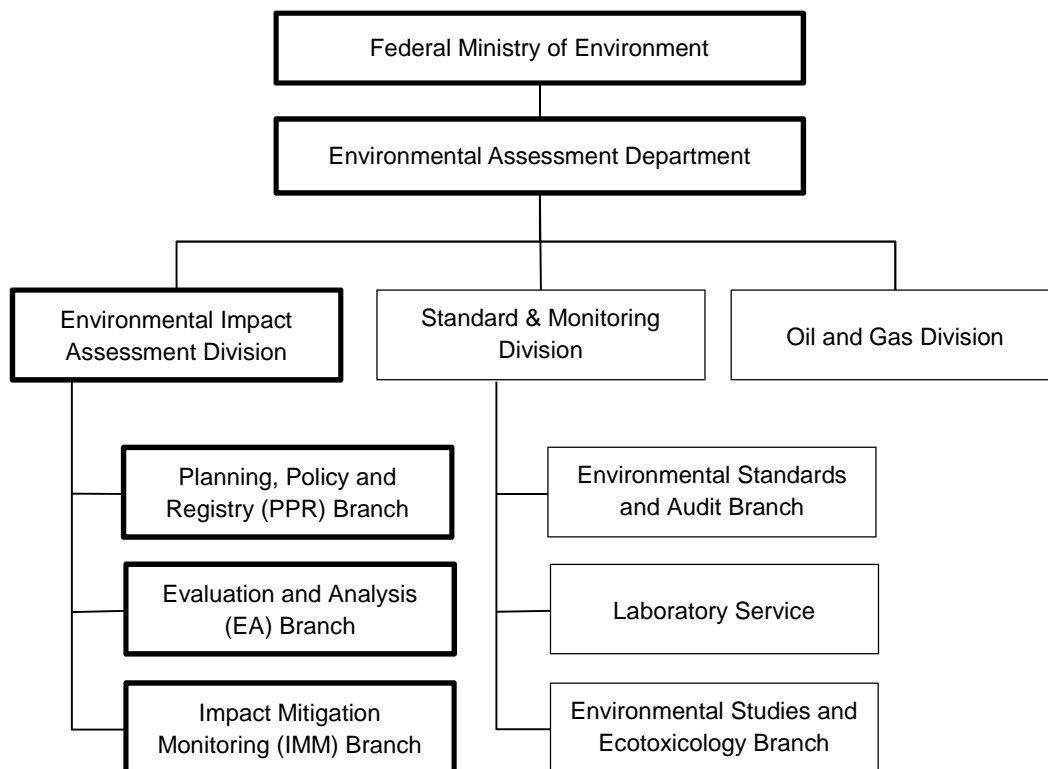 Federal Ministry of Environment
Environmental Assessment Department
Environmental Impact
Assessment Division
Standard & Monitoring
Division
Oil and Gas Division
Planning, Policy and
Registry (PPR) Branch
Evaluation and Analysis
(EA) Branch
Impact Mitigation
Monitoring (IMM) Branch
Environmental Standards
and Audit Branch
Laboratory Service
Environmental Studies and
Ecotoxicology Branch